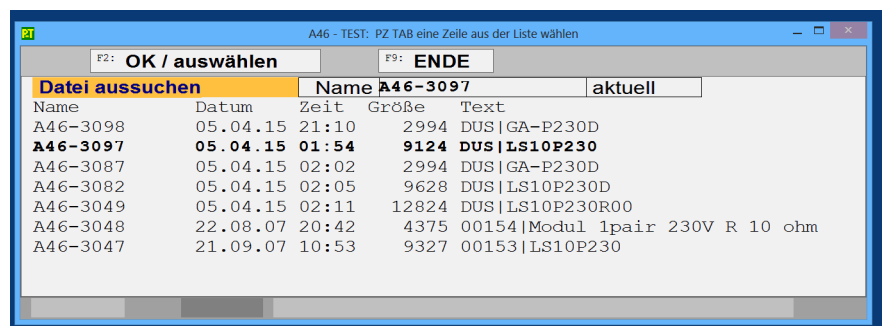 PT A46 - TEST: PZ TAB eine Zeile aus der Liste wählen
F2: OK / auswählen F9: ENDE
Datei aussuchen Name A46-3097 aktuell
Name Datum Zeit Größe Text
A46-3098 05.04.15 21:10 2994 DUS|GA-P230D
A46-3097 05.04.15 01:54 9124 DUS|LS10P230
A46-3087 05.04.15 02:02 2994 DUS|GA-P230D
A46-3082 05.04.15 02:05 9628 DUS|LS10P230D
A46-3049 05.04.15 02:11 12824 DUS|LS10P230R00
A46-3048 22.08.07 20:42 4375 00154|Modul 1pair 230V R 10 ohm
A46-3047 21.09.07 10:53 9327 00153|LS10P230